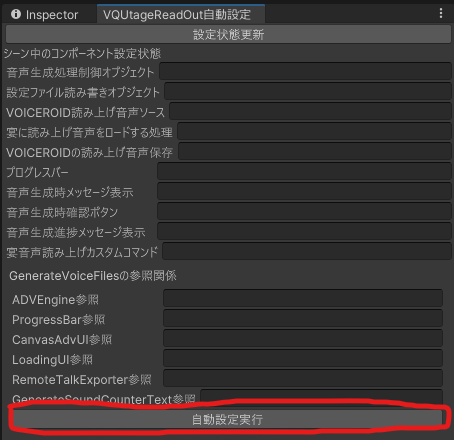 Inspector
VQUtageReadOut自動設定
設定状態更新
シーン中のコンポーネント設定状態
音声生成処理制御オブジェクト
設定ファイル読み書きオブジェクト
VOICEROID読み上げ音声ソース
宴に読み上げ音声をロードする処理
VOICEROIDの読み上げ音声保存
プログレスバー
音声生成時メッセージ表示
音声生成時確認ボタン
音声生成進捗メッセージ表示
宴音声読み上げカスタムコマンド
GenerateVoiceFilesの参照関係
ADVEngine参照
ProgressBar参照
CanvasAdvUI参照
LoadingUI参照
RemoteTalkExporter参照
GenerateSoundCounterText参照
自動設定実行